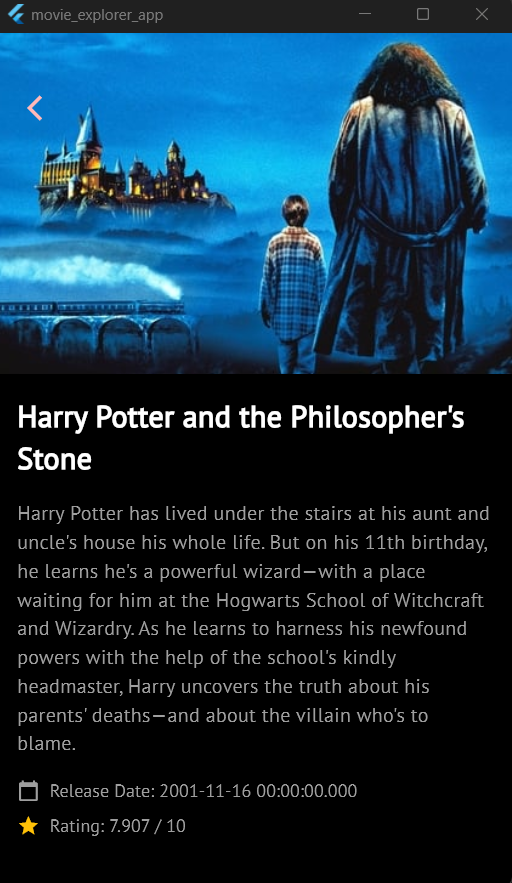 movie_explorer_app
Harry Potter and the Philosopher's
Stone
Harry Potter has lived under the stairs at his aunt and
uncle's house his whole life. But on his 11th birthday,
he learns he's a powerful wizard—with a place
waiting for him at the Hogwarts School of Witchcraft
and Wizardry. As he learns to harness his newfound
powers with the help of the school's kindly
headmaster, Harry uncovers the truth about his
parents' deaths—and about the villain who's to
blame.
Release Date: 2001-11-16 00:00:00.000
Rating: 7.907 / 10